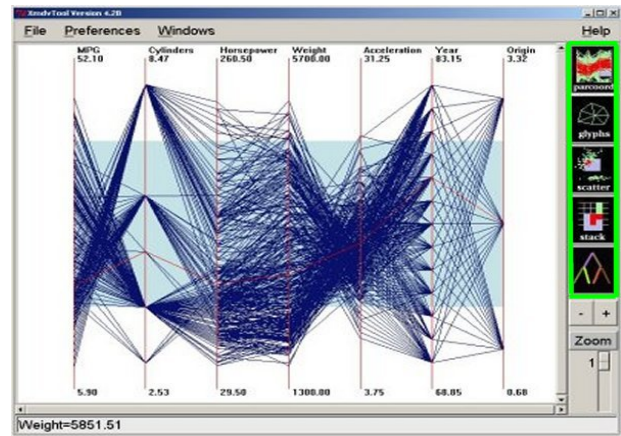 XmdvTool Version 4.2B
File Preferences Windows Help
MPG Cylinders Horsepower Weight Acceleration Year Origin
52.10 8.47 260.50 5700.00 31.25 83.15 3.32
parcoord
glyphs
scatter
stack
- +
Zoom
1
5.90 2.53 29.50 1300.00 3.75 68.85 0.68
Weight=5851.51